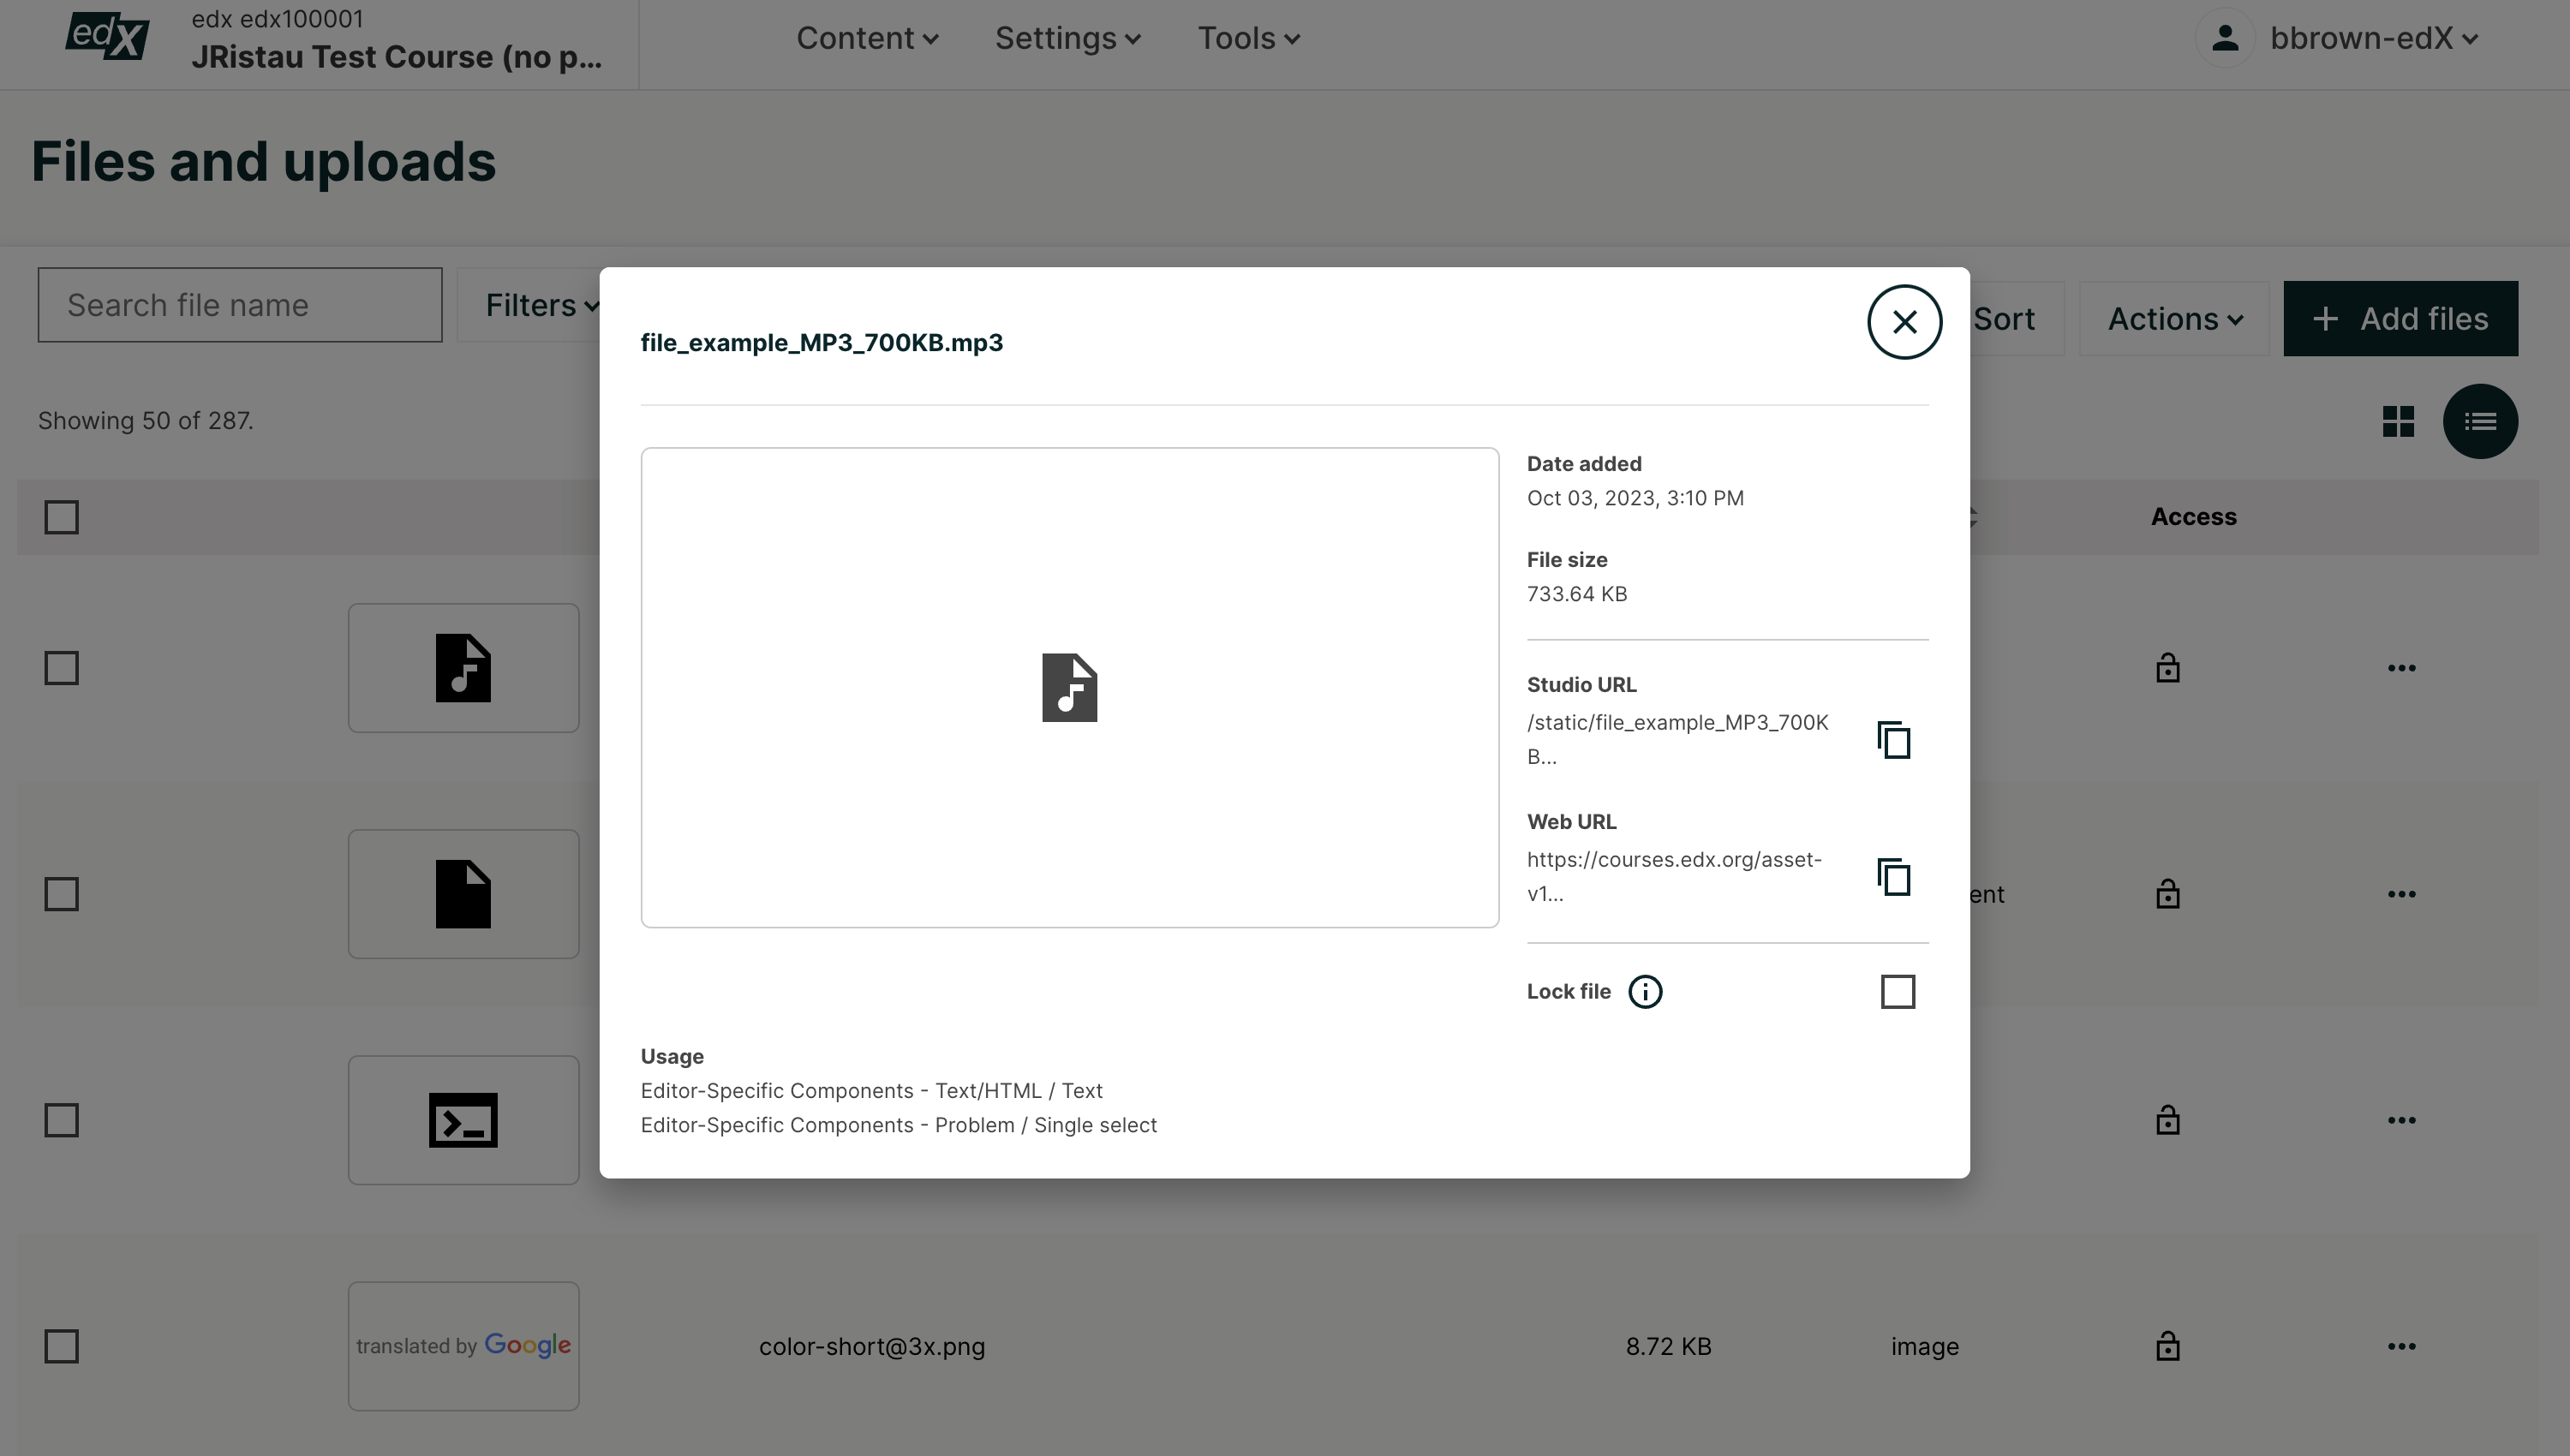 edX
edx edx100001
JRistau Test Course (no p...
Content
Settings
Tools
bbrown-edX
Files and uploads
Search file name
Filters
Sort
Actions
+ Add files
Showing 50 of 287.
Access
file_example_MP3_700KB.mp3
Date added
Oct 03, 2023, 3:10 PM
File size
733.64 KB
Studio URL
/static/file_example_MP3_700K
B...
Web URL
https://courses.edx.org/asset-
v1...
Lock file
Usage
Editor-Specific Components - Text/HTML / Text
Editor-Specific Components - Problem / Single select
ent
translated by Google
color-short@3x.png
8.72 KB
image